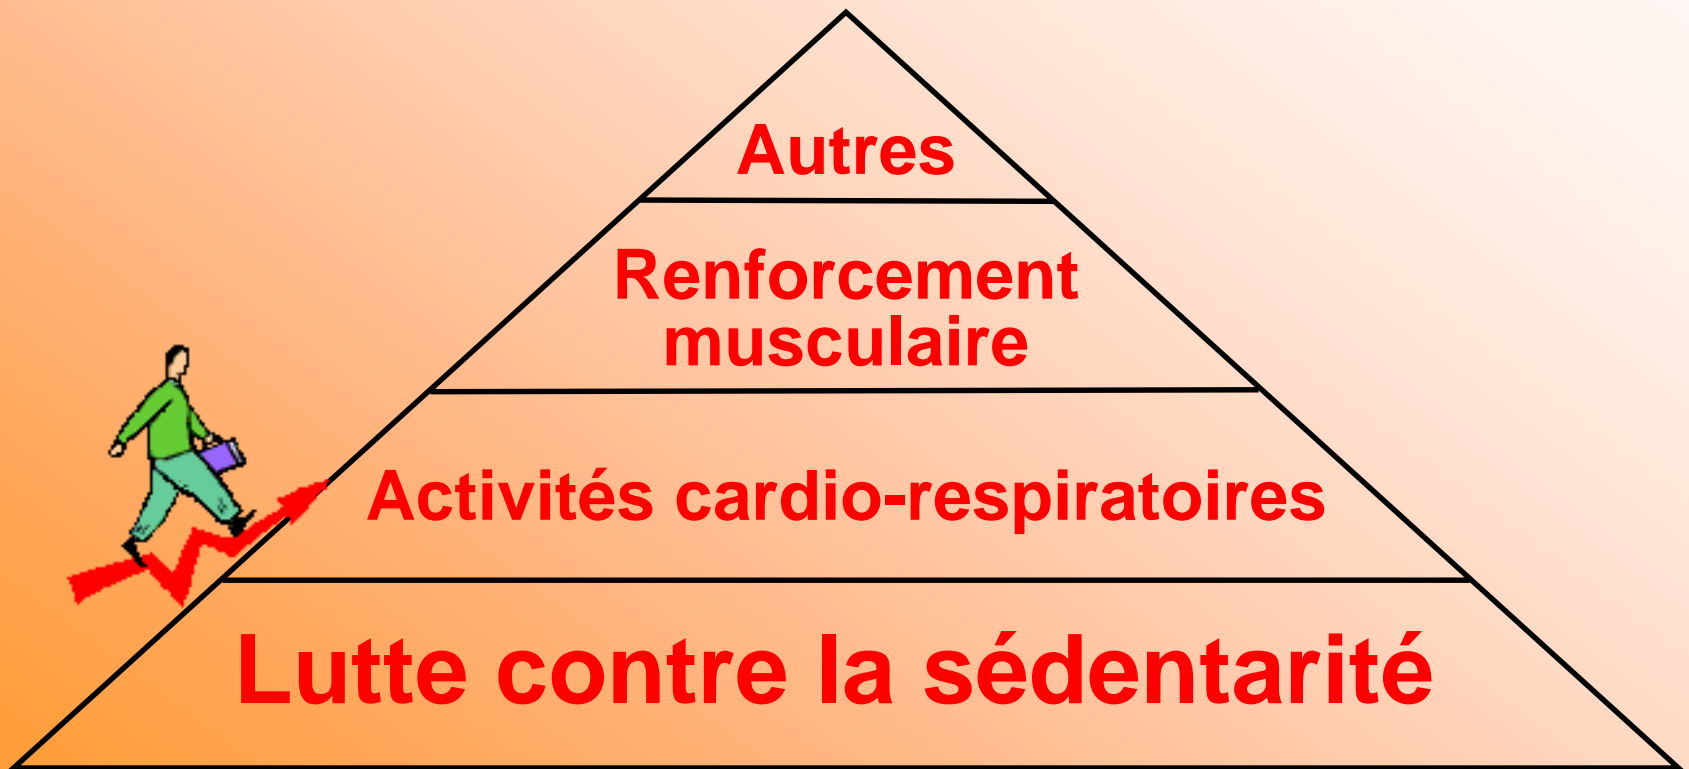 Autres
Renforcement
musculaire
Activités cardio-respiratoires
Lutte contre la sédentarité